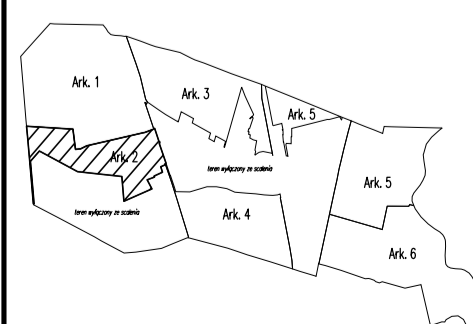 Ark. 1
Ark. 3
Ark. 5
Ark. 2
teren wyłączony ze scalenia
Ark. 5
teren wyłączony ze scalenia
Ark. 4
Ark. 6